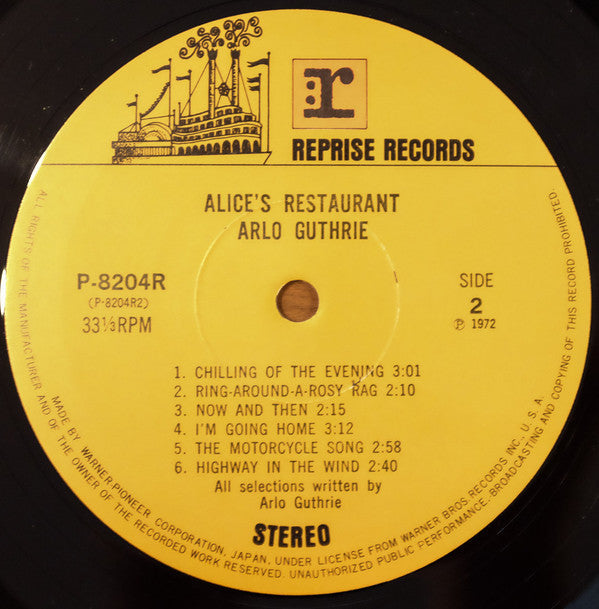 :r
REPRISE RECORDS
ALICE'S RESTAURANT
ARLO GUTHRIE
P-8204R
(P-8204R2)
33⅓RPM
SIDE
2
Ⓟ 1972
1. CHILLING OF THE EVENING 3:01
2. RING-AROUND-A-ROSY RAG 2:10
3. NOW AND THEN 2:15
4. I'M GOING HOME 3:12
5. THE MOTORCYCLE SONG 2:58
6. HIGHWAY IN THE WIND 2:40
All selections written by
Arlo Guthrie
STEREO
MADE BY WARNER-PIONEER CORPORATION, JAPAN, UNDER LICENSE FROM WARNER BROS. RECORDS INC., U.S.A.
ALL RIGHTS OF THE MANUFACTURER AND OF THE OWNER OF THE RECORDED WORK RESERVED. UNAUTHORIZED PUBLIC PERFORMANCE, BROADCASTING AND COPYING OF THIS RECORD PROHIBITED.